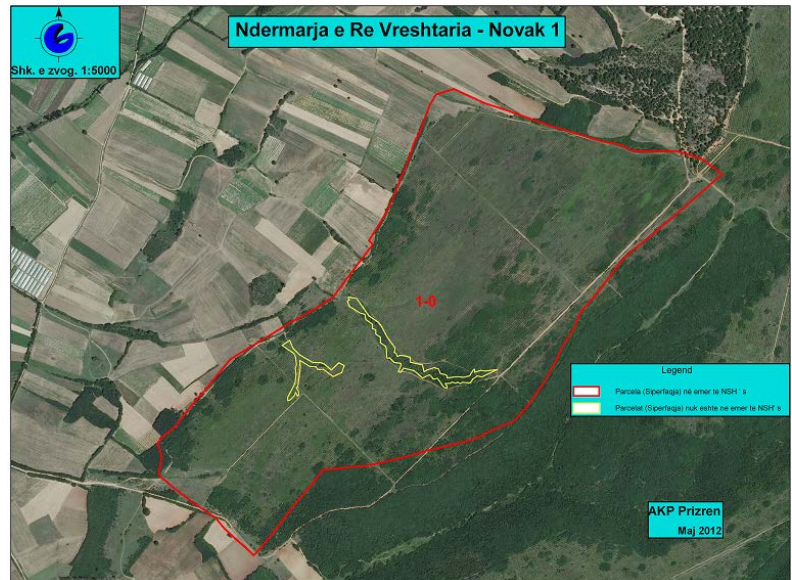 Ndermarja e Re Vreshtaria - Novak 1
Shk. e zvog. 1:5000
1-0
Legend
Parcela (Siperfaqja) në emer te NSH ' s
Parcelat (Siperfaqja) nuk eshte ne emer te NSH' s
AKP Prizren
Maj 2012